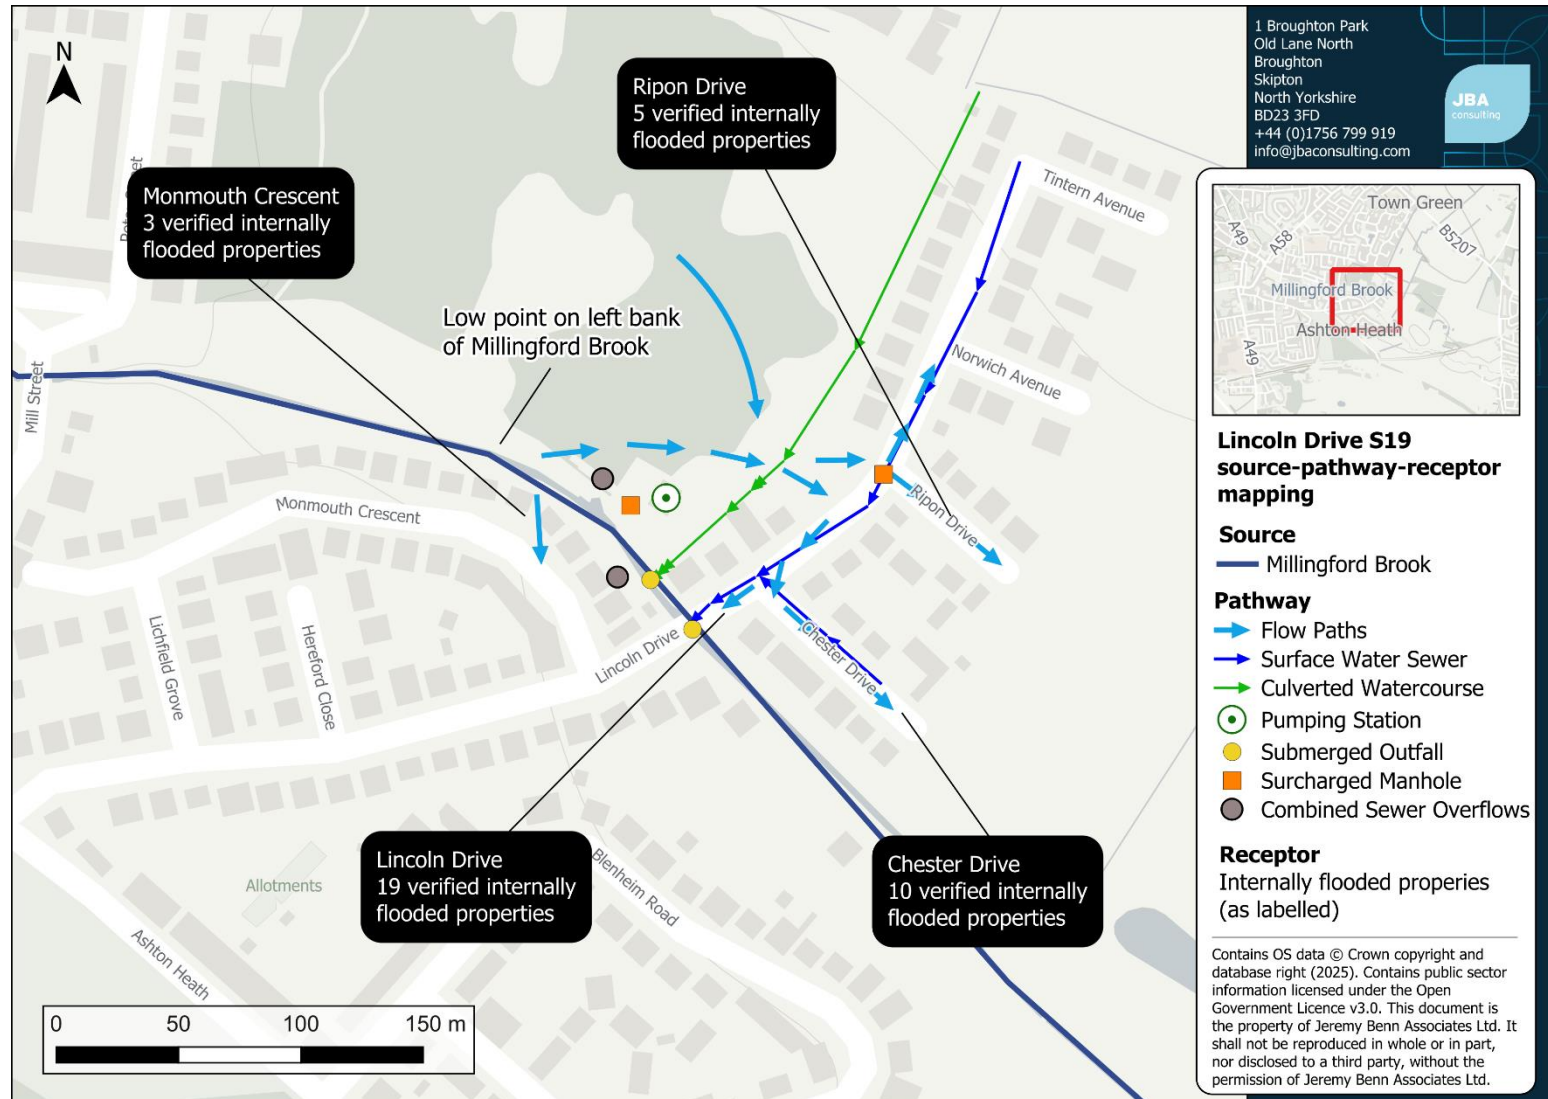 N
Ripon Drive
5 verified internally
flooded properties
Monmouth Crescent
3 verified internally
flooded properties
Low point on left bank
of Millingford Brook
Tintern Avenue
Norwich Avenue
Mill Street
Monmouth Crescent
Ripon Drive
Lichfield Grove
Hereford Close
Lincoln Drive
Chester Drive
Lincoln Drive
19 verified internally
flooded properties
Chester Drive
10 verified internally
flooded properties
Blenheim Road
Allotments
Ashton Heath
0 50 100 150 m
1 Broughton Park
Old Lane North
Broughton
Skipton
North Yorkshire
BD23 3FD
+44 (0)1756 799 919
info@jbaconsulting.com
JBA
consulting
Town Green
A49
A58
B5207
Millingford Brook
Ashton-Heath
A49
Lincoln Drive S19
source-pathway-receptor
mapping
Source
Millingford Brook
Pathway
Flow Paths
Surface Water Sewer
Culverted Watercourse
Pumping Station
Submerged Outfall
Surcharged Manhole
Combined Sewer Overflows
Receptor
Internally flooded properies
(as labelled)
Contains OS data © Crown copyright and
database right (2025). Contains public sector
information licensed under the Open
Government Licence v3.0. This document is
the property of Jeremy Benn Associates Ltd. It
shall not be reproduced in whole or in part,
nor disclosed to a third party, without the
permission of Jeremy Benn Associates Ltd.